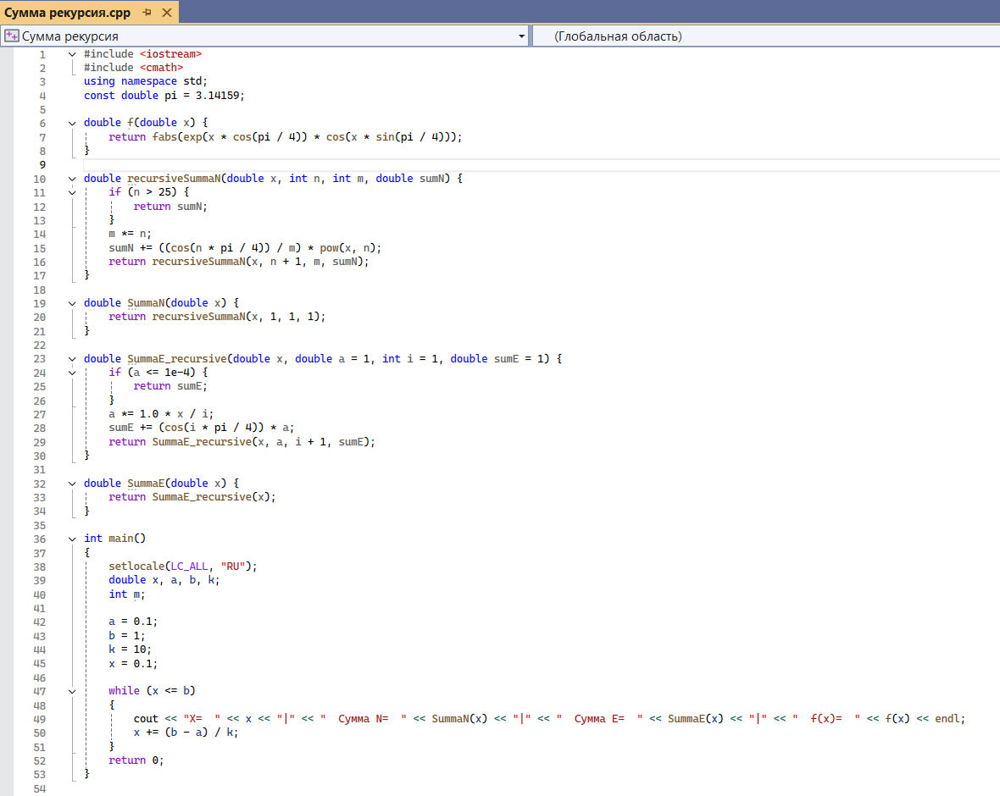 Сумма рекурсия.cpp
Сумма рекурсия (Глобальная область)
1 #include <iostream>
2 #include <cmath>
3 using namespace std;
4 const double pi = 3.14159;
5
6 double f(double x) {
7 return fabs(exp(x * cos(pi / 4)) * cos(x * sin(pi / 4)));
8 }
9
10 double recursiveSummaN(double x, int n, int m, double sumN) {
11 if (n > 25) {
12 return sumN;
13 }
14 m *= n;
15 sumN += ((cos(n * pi / 4)) / m) * pow(x, n);
16 return recursiveSummaN(x, n + 1, m, sumN);
17 }
18
19 double SummaN(double x) {
20 return recursiveSummaN(x, 1, 1, 1);
21 }
22
23 double SummaE_recursive(double x, double a = 1, int i = 1, double sumE = 1) {
24 if (a <= 1e-4) {
25 return sumE;
26 }
27 a *= 1.0 * x / i;
28 sumE += (cos(i * pi / 4)) * a;
29 return SummaE_recursive(x, a, i + 1, sumE);
30 }
31
32 double SummaE(double x) {
33 return SummaE_recursive(x);
34 }
35
36 int main()
37 {
38 setlocale(LC_ALL, "RU");
39 double x, a, b, k;
40 int m;
41
42 a = 0.1;
43 b = 1;
44 k = 10;
45 x = 0.1;
46
47 while (x <= b)
48 {
49 cout << "X=  " << x << "|" << "  Сумма N=  " << SummaN(x) << "|" << "  Сумма E=  " << SummaE(x) << "|" << "  f(x)=  " << f(x) << endl;
50 x += (b - a) / k;
51 }
52 return 0;
53 }
54